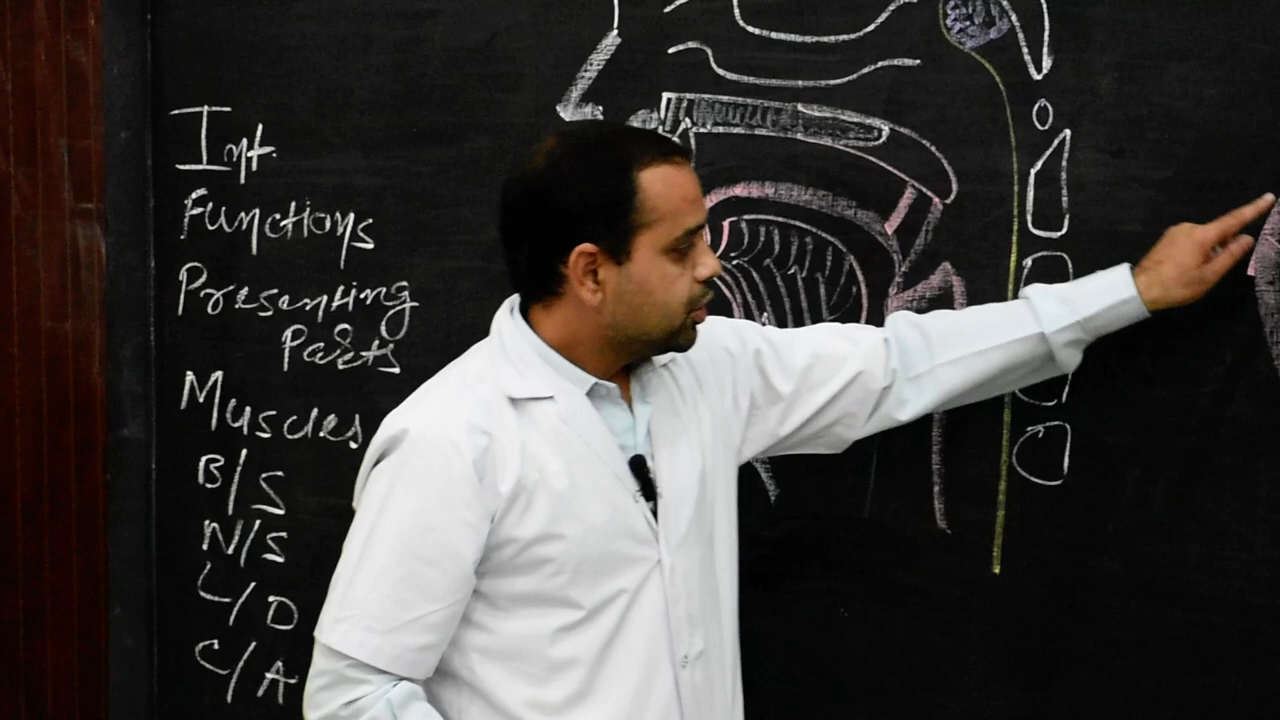 Int.
Functions
Presenting
Parts
Muscles
B/S
N/S
L/D
C/A